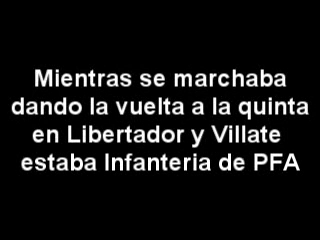 Mientras se marchaba
dando la vuelta a la quinta
en Libertador y Villate
estaba Infanteria de PFA